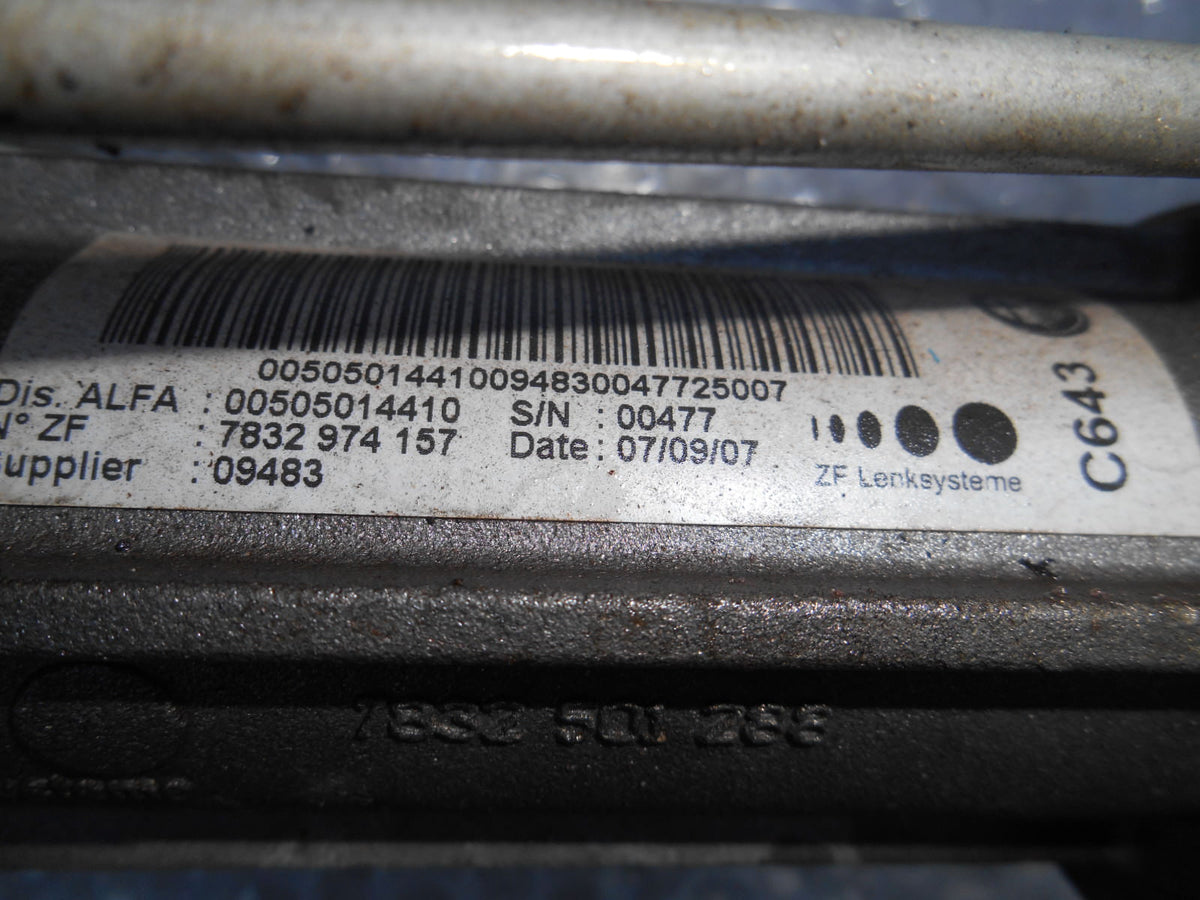 00505014410094830047725007
Dis. ALFA : 00505014410 S/N : 00477
N° ZF : 7832 974 157 Date : 07/09/07
Supplier : 09483
ZF Lenksysteme
C643
7832 501 288